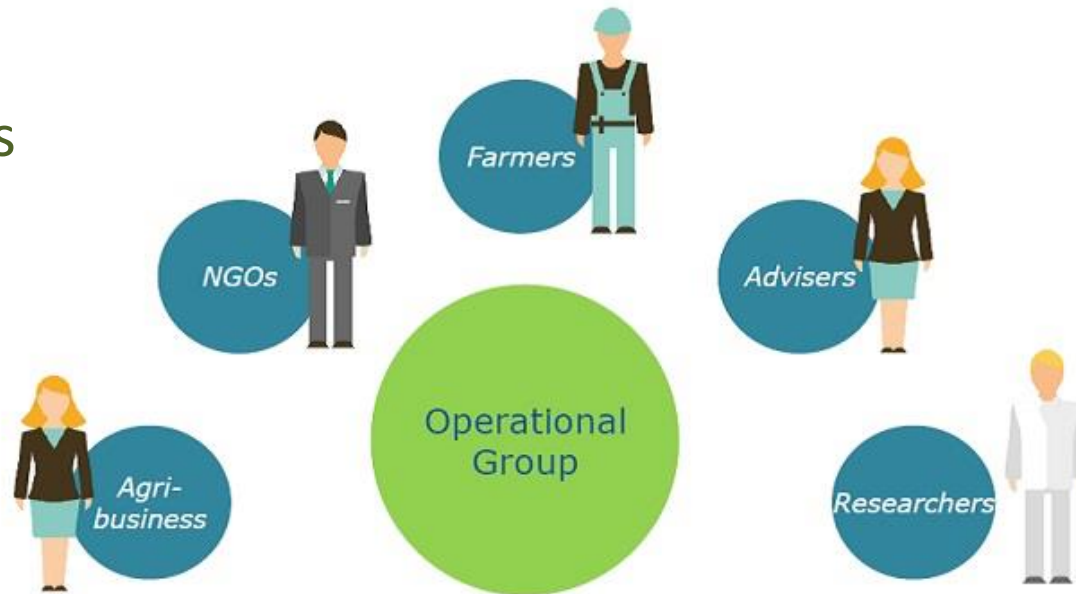 s
Farmers
NGOs
Advisers
Operational
Group
Agri-
business
Researchers